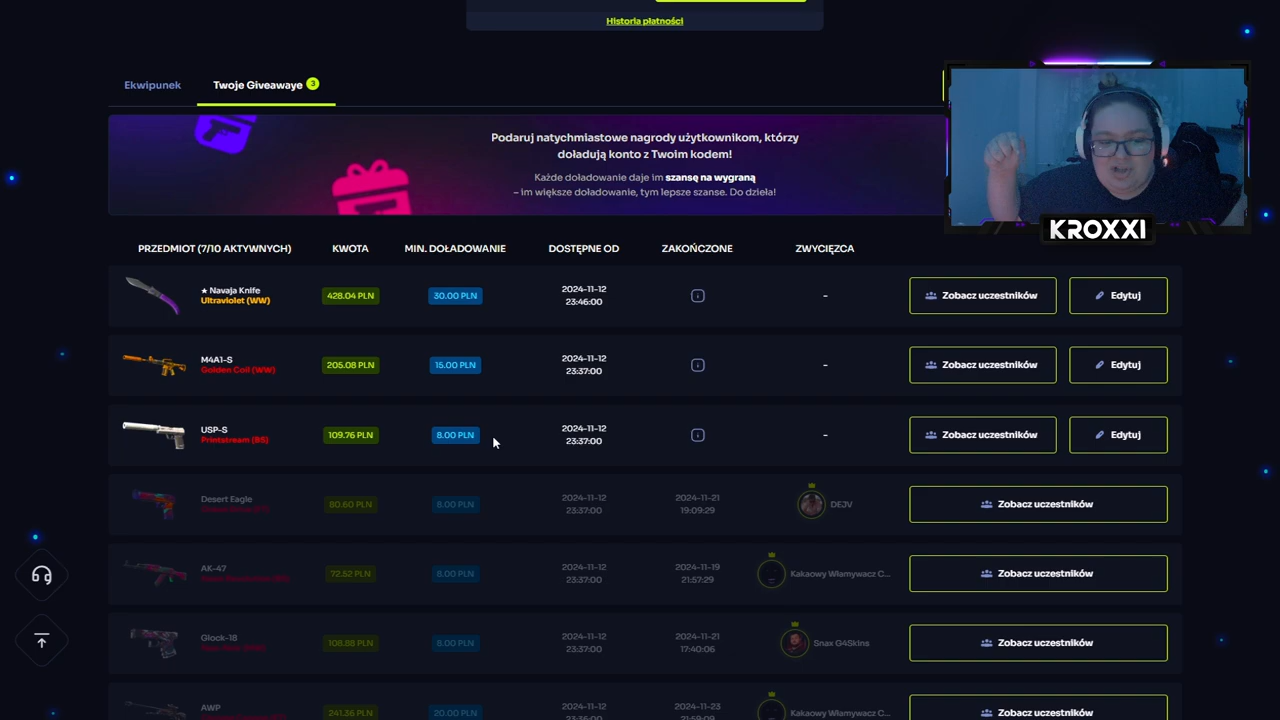 Historia płatności
Ekwipunek
Twoje Giveawaye 3
Podaruj natychmiastowe nagrody użytkownikom, którzy
doładują konto z Twoim kodem!
Każde doładowanie daje im szansę na wygraną
– im większe doładowanie, tym lepsze szanse. Do dzieła!
KROXXI
PRZEDMIOT (7/10 AKTYWNYCH) KWOTA MIN. DOŁADOWANIE DOSTĘPNE OD ZAKOŃCZONE ZWYCIĘZCA
★ Navaja Knife
Ultraviolet (WW)
428.04 PLN
30.00 PLN
2024-11-12
23:46:00
-
Zobacz uczestników
Edytuj
M4A1-S
Golden Coil (WW)
205.08 PLN
15.00 PLN
2024-11-12
23:37:00
-
Zobacz uczestników
Edytuj
USP-S
Printstream (BS)
109.76 PLN
8.00 PLN
2024-11-12
23:37:00
-
Zobacz uczestników
Edytuj
Desert Eagle
80.60 PLN
8.00 PLN
2024-11-12
23:37:00
2024-11-21
19:09:29
DEJV
Zobacz uczestników
AK-47
72.52 PLN
8.00 PLN
2024-11-12
23:37:00
2024-11-19
21:57:29
Kakaowy Włamywacz C...
Zobacz uczestników
Glock-18
108.88 PLN
8.00 PLN
2024-11-12
23:37:00
2024-11-21
17:40:06
Snax G4Skins
Zobacz uczestników
AWP
241.36 PLN
20.00 PLN
2024-11-12
2024-11-23
Kakaowy Włamywacz C...
Zobacz uczestników